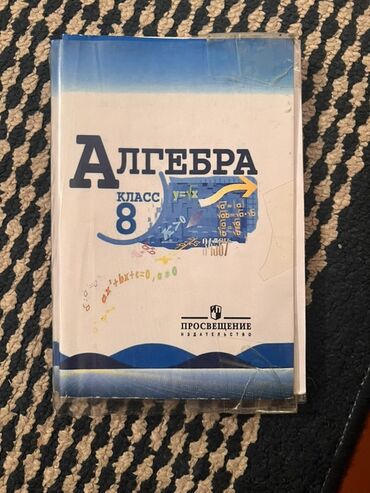 АЛГЕБРА
КЛАСС
8
y=√x
ax²+bx+c=0, a≠0
ПРОСВЕЩЕНИЕ
ИЗДАТЕЛЬСТВО